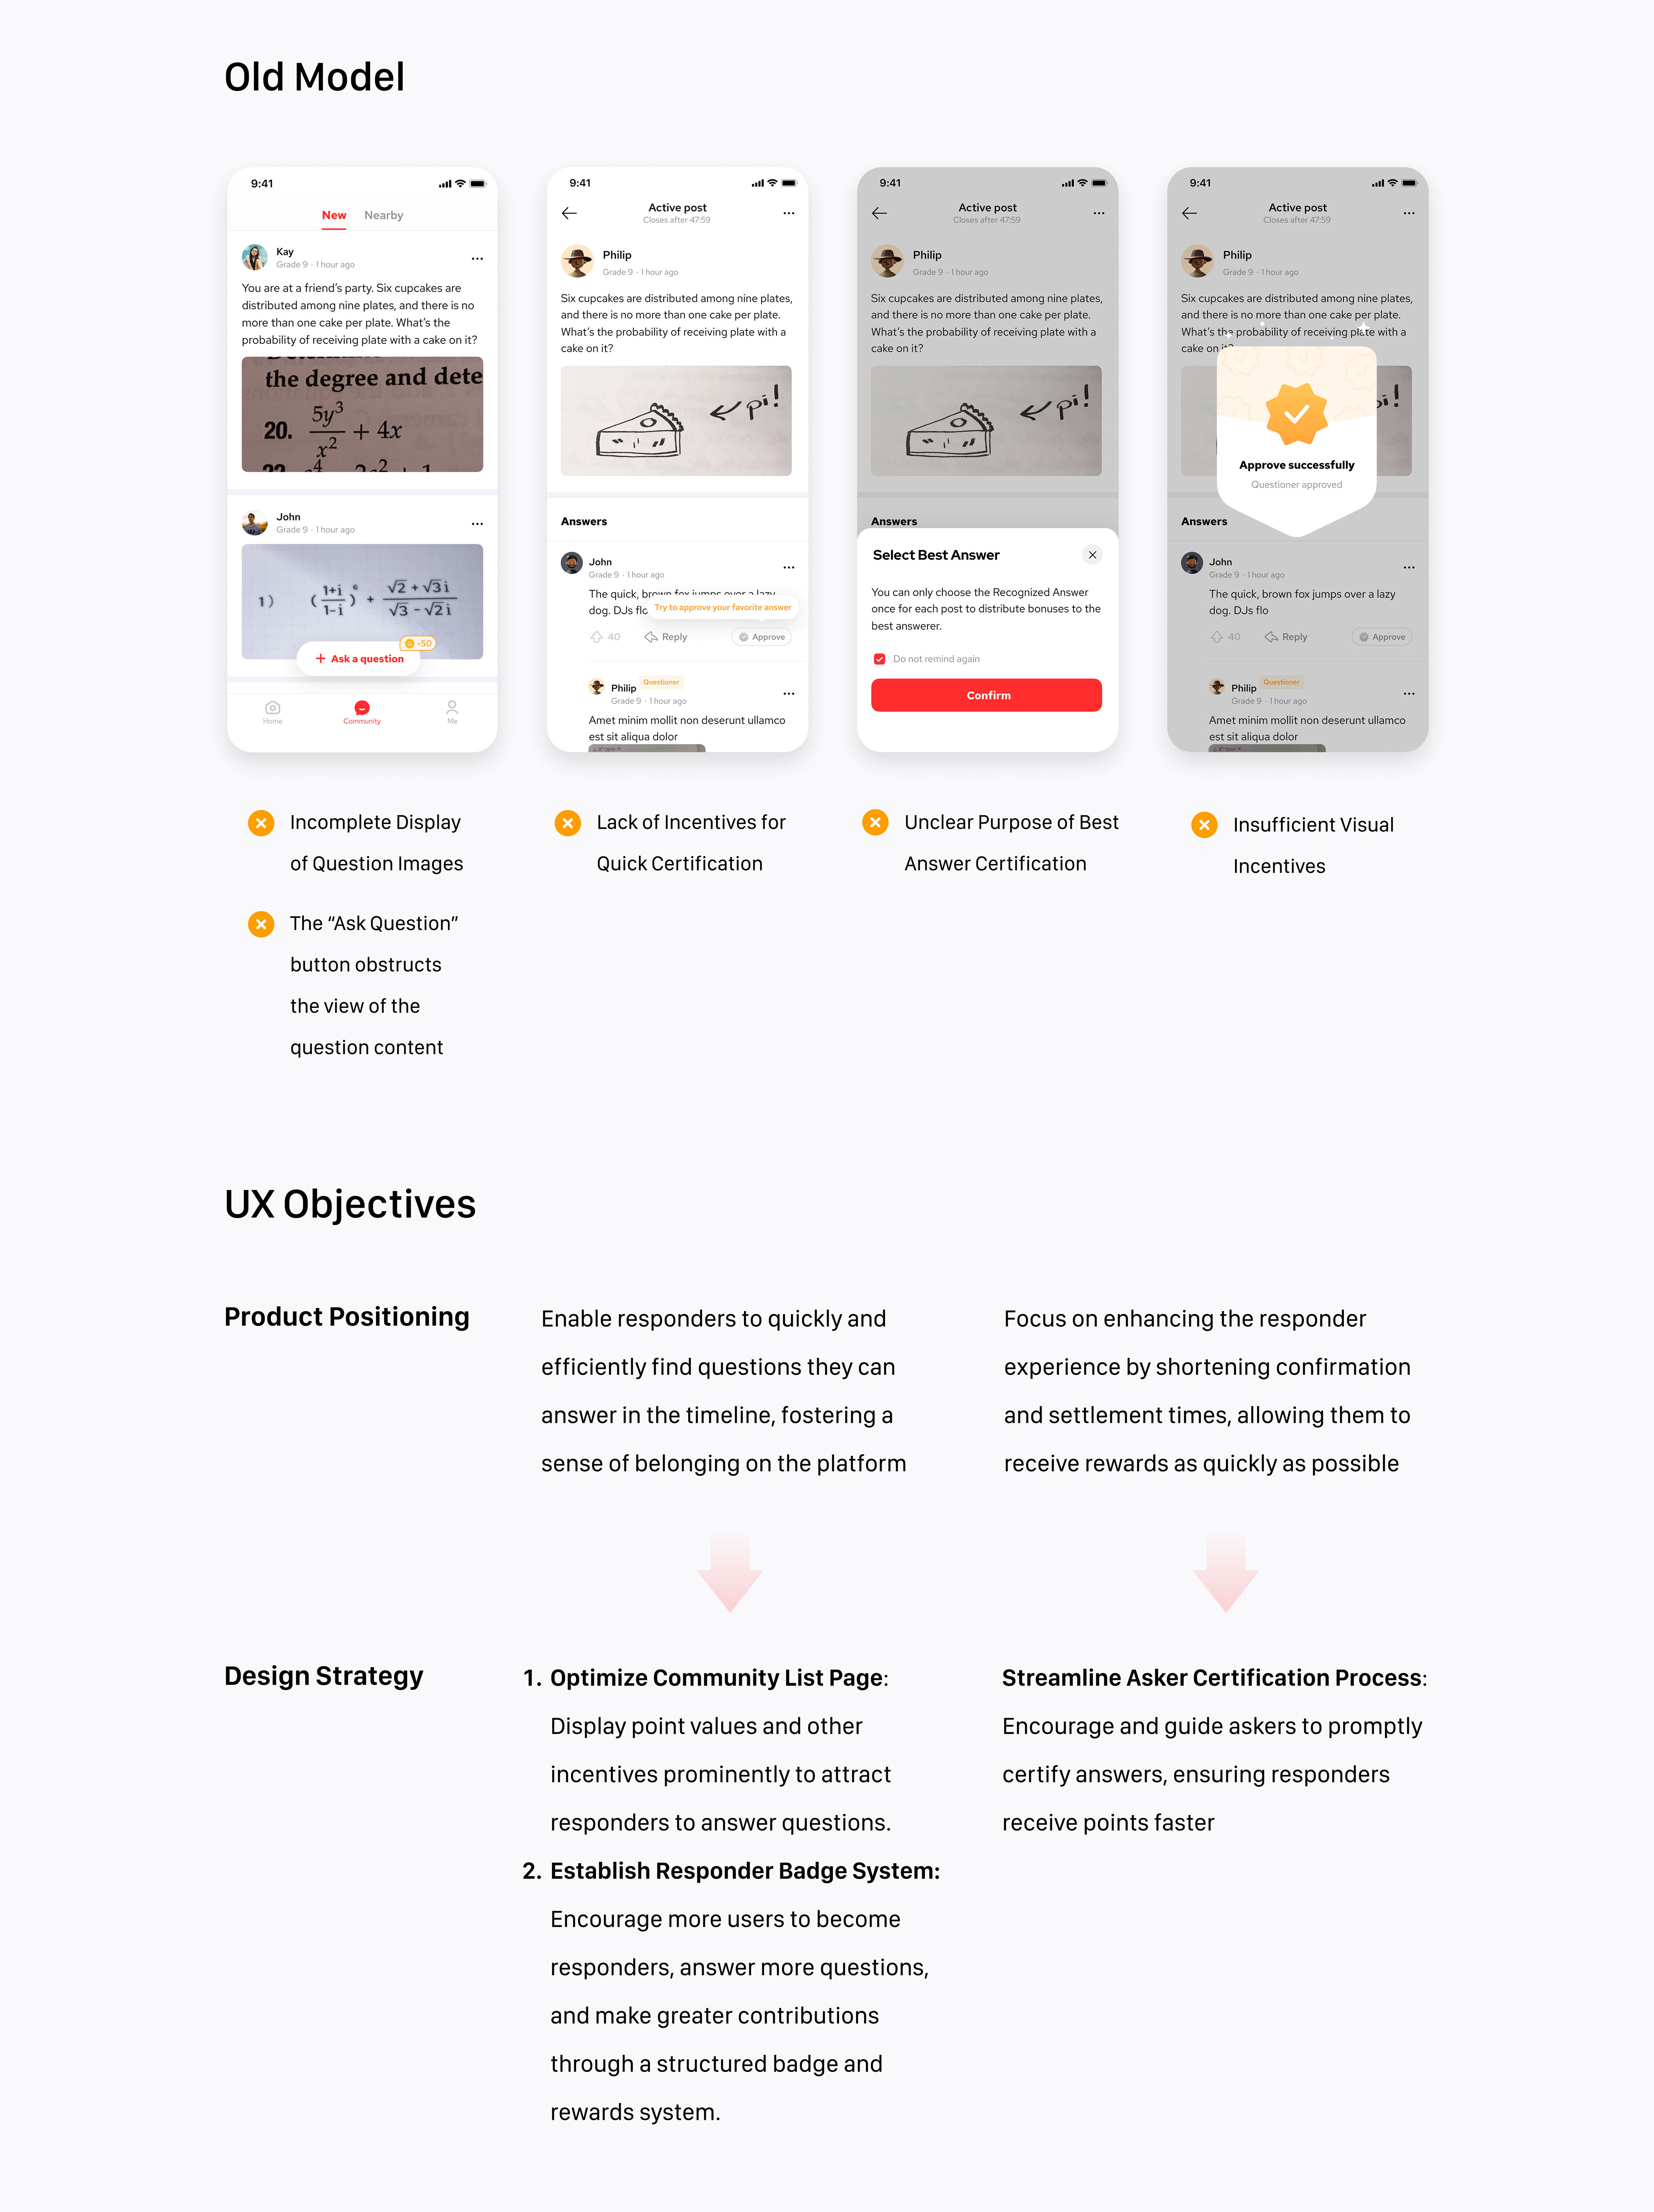 Old Model
9:41
New Nearby
Kay
Grade 9 · 1 hour ago
You are at a friend's party. Six cupcakes are
distributed among nine plates, and there is no
more than one cake per plate. What's the
probability of receiving plate with a cake on it?
the degree and dete
20. 5y³/x² + 4x
John
Grade 9 · 1 hour ago
1) (1+i/1-i)⁶ + √2 + √3i/√3 - √2i
-50
+ Ask a question
Home Community Me
9:41
Active post
Closes after 47:59
Philip
Grade 9 · 1 hour ago
Six cupcakes are distributed among nine plates,
and there is no more than one cake per plate.
What's the probability of receiving plate with a
cake on it?
pi!
Answers
John
Grade 9 · 1 hour ago
The quick, brown fox jumps over a lazy
dog. DJs flo
Try to approve your favorite answer
40 Reply Approve
Philip Questioner
Grade 9 · 1 hour ago
Amet minim mollit non deserunt ullamco
est sit aliqua dolor
9:41
Active post
Closes after 47:59
Philip
Grade 9 · 1 hour ago
Six cupcakes are distributed among nine plates,
and there is no more than one cake per plate.
What's the probability of receiving plate with a
cake on it?
pi!
Answers
Select Best Answer
You can only choose the Recognized Answer
once for each post to distribute bonuses to the
best answerer.
Do not remind again
Confirm
9:41
Active post
Closes after 47:59
Philip
Grade 9 · 1 hour ago
Six cupcakes are distributed among nine plates,
and there is no more than one cake per plate.
What's the probability of receiving plate with a
cake on it?
Approve successfully
Questioner approved
Answers
John
Grade 9 · 1 hour ago
The quick, brown fox jumps over a lazy
dog. DJs flo
40 Reply Approve
Philip Questioner
Grade 9 · 1 hour ago
Amet minim mollit non deserunt ullamco
est sit aliqua dolor
Incomplete Display
of Question Images
The “Ask Question”
button obstructs
the view of the
question content
Lack of Incentives for
Quick Certification
Unclear Purpose of Best
Answer Certification
Insufficient Visual
Incentives
UX Objectives
Product Positioning
Enable responders to quickly and
efficiently find questions they can
answer in the timeline, fostering a
sense of belonging on the platform
Focus on enhancing the responder
experience by shortening confirmation
and settlement times, allowing them to
receive rewards as quickly as possible
Design Strategy
1. Optimize Community List Page:
Display point values and other
incentives prominently to attract
responders to answer questions.
2. Establish Responder Badge System:
Encourage more users to become
responders, answer more questions,
and make greater contributions
through a structured badge and
rewards system.
Streamline Asker Certification Process:
Encourage and guide askers to promptly
certify answers, ensuring responders
receive points faster